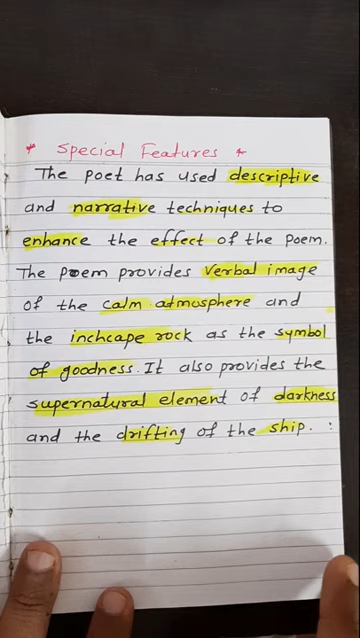 * Special Features *
The poet has used descriptive
and narrative techniques to
enhance the effect of the poem.
The poem provides verbal image
of the calm atmosphere and
the inchcape rock as the symbol
of goodness. It also provides the
supernatural element of darkness
and the drifting of the ship. :